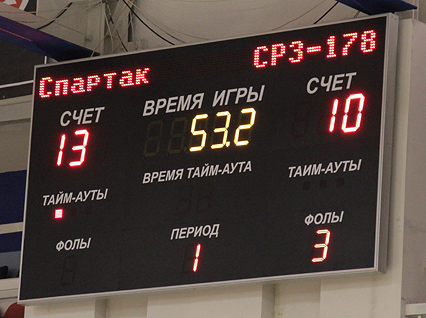 Спартак СРЗ-178
СЧЕТ ВРЕМЯ ИГРЫ СЧЕТ
13 53.2 10
ВРЕМЯ ТАЙМ-АУТА
ТАЙМ-АУТЫ ТАЙМ-АУТЫ
ФОЛЫ ПЕРИОД ФОЛЫ
1 3